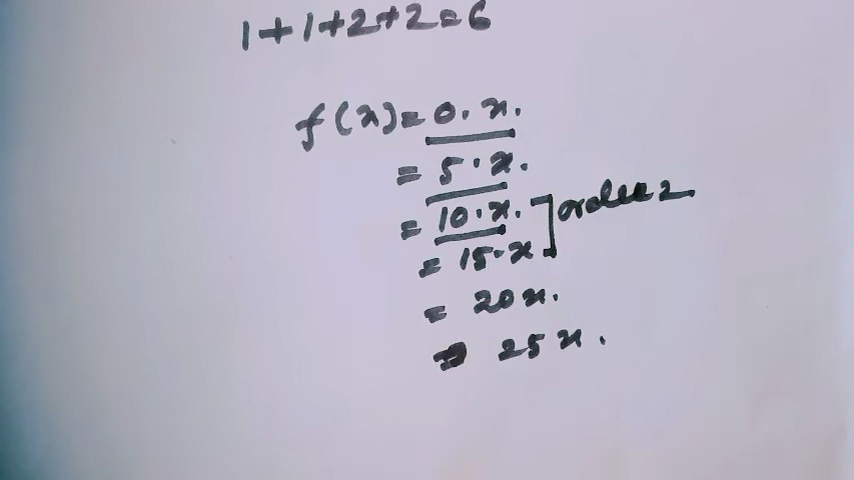 1+1+2+2=6
f(x)= 0.x.
= 5.x.
= 10.x.
= 15.x
order 2
= 20x.
= 25x.